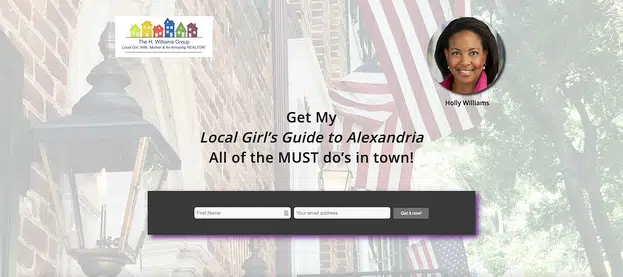 The H. Williams Group
Local Girl, Wife, Mother & An Amazing REALTOR!
Holly Williams
Get My
Local Girl's Guide to Alexandria
All of the MUST do's in town!
First Name
Your email address
Get it now!